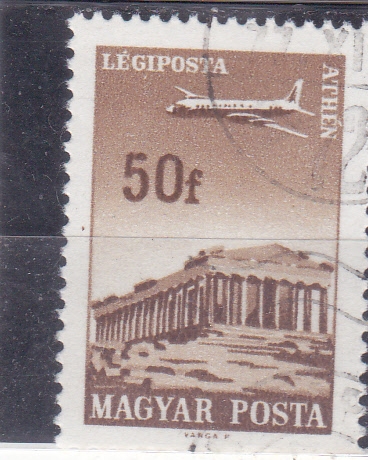 LÉGIPOSTA
ATHÉN
50f
MAGYAR POSTA
VARGA P.